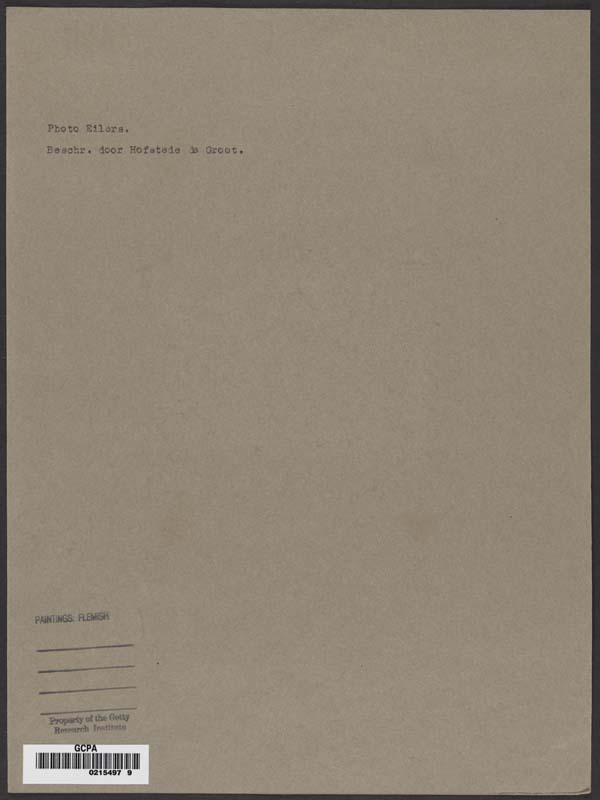 Photo Eilers.
Beschr. door Hofstede de Groot.
PAINTINGS: FLEMISH
Property of the Getty
Research Institute
GCPA
0215497 9